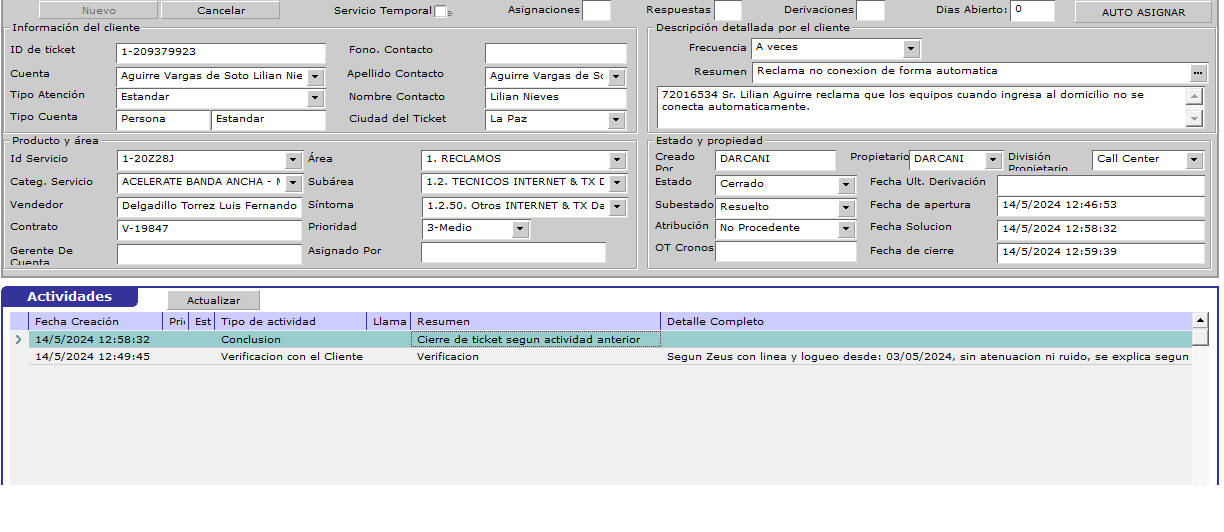 Nuevo Cancelar Servicio Temporal Asignaciones Respuestas Derivaciones Dias Abierto: 0 AUTO ASIGNAR
Información del cliente
ID de ticket 1-209379923 Fono. Contacto
Cuenta Aguirre Vargas de Soto Lilian Nie Apellido Contacto Aguirre Vargas de Sc
Tipo Atención Estandar Nombre Contacto Lilian Nieves
Tipo Cuenta Persona Estandar Ciudad del Ticket La Paz
Descripción detallada por el cliente
Frecuencia A veces
Resumen Reclama no conexion de forma automatica ...
72016534 Sr. Lilian Aguirre reclama que los equipos cuando ingresa al domicilio no se
conecta automaticamente.
Producto y área
Id Servicio 1-20Z28J Área 1. RECLAMOS
Categ. Servicio ACELERATE BANDA ANCHA - Subárea 1.2. TECNICOS INTERNET & TX
Vendedor Delgadillo Torrez Luis Fernando Síntoma 1.2.50. Otros INTERNET & TX Da
Contrato V-19847 Prioridad 3-Medio
Gerente De
Cuenta
Asignado Por
Estado y propiedad
Creado
Por
DARCANI Propietario DARCANI División
Propietario
Call Center
Estado Cerrado Fecha Ult. Derivación
Subestado Resuelto Fecha de apertura 14/5/2024 12:46:53
Atribución No Procedente Fecha Solucion 14/5/2024 12:58:32
OT Cronos Fecha de cierre 14/5/2024 12:59:39
Actividades Actualizar
Fecha Creación Pri Est Tipo de actividad Llama Resumen Detalle Completo
14/5/2024 12:58:32 Conclusion Cierre de ticket segun actividad anterior
14/5/2024 12:49:45 Verificacion con el Cliente Verificacion Segun Zeus con linea y logueo desde: 03/05/2024, sin atenuacion ni ruido, se explica segun